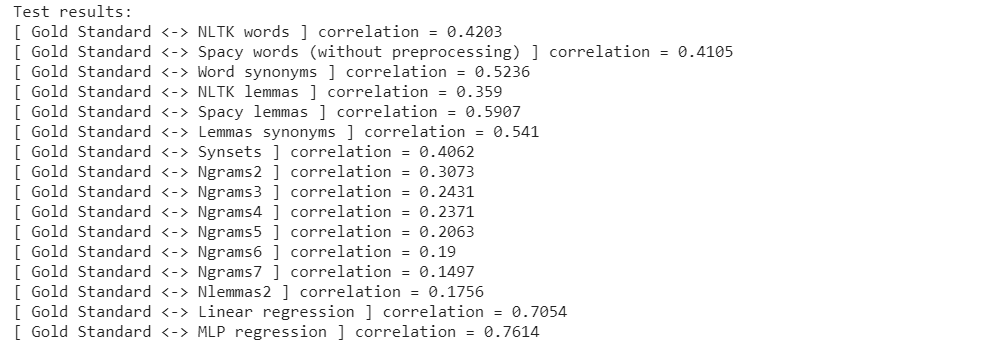 Test results:
[ Gold Standard <-> NLTK words ] correlation = 0.4203
[ Gold Standard <-> Spacy words (without preprocessing) ] correlation = 0.4105
[ Gold Standard <-> Word synonyms ] correlation = 0.5236
[ Gold Standard <-> NLTK lemmas ] correlation = 0.359
[ Gold Standard <-> Spacy lemmas ] correlation = 0.5907
[ Gold Standard <-> Lemmas synonyms ] correlation = 0.541
[ Gold Standard <-> Synsets ] correlation = 0.4062
[ Gold Standard <-> Ngrams2 ] correlation = 0.3073
[ Gold Standard <-> Ngrams3 ] correlation = 0.2431
[ Gold Standard <-> Ngrams4 ] correlation = 0.2371
[ Gold Standard <-> Ngrams5 ] correlation = 0.2063
[ Gold Standard <-> Ngrams6 ] correlation = 0.19
[ Gold Standard <-> Ngrams7 ] correlation = 0.1497
[ Gold Standard <-> Nlemmas2 ] correlation = 0.1756
[ Gold Standard <-> Linear regression ] correlation = 0.7054
[ Gold Standard <-> MLP regression ] correlation = 0.7614